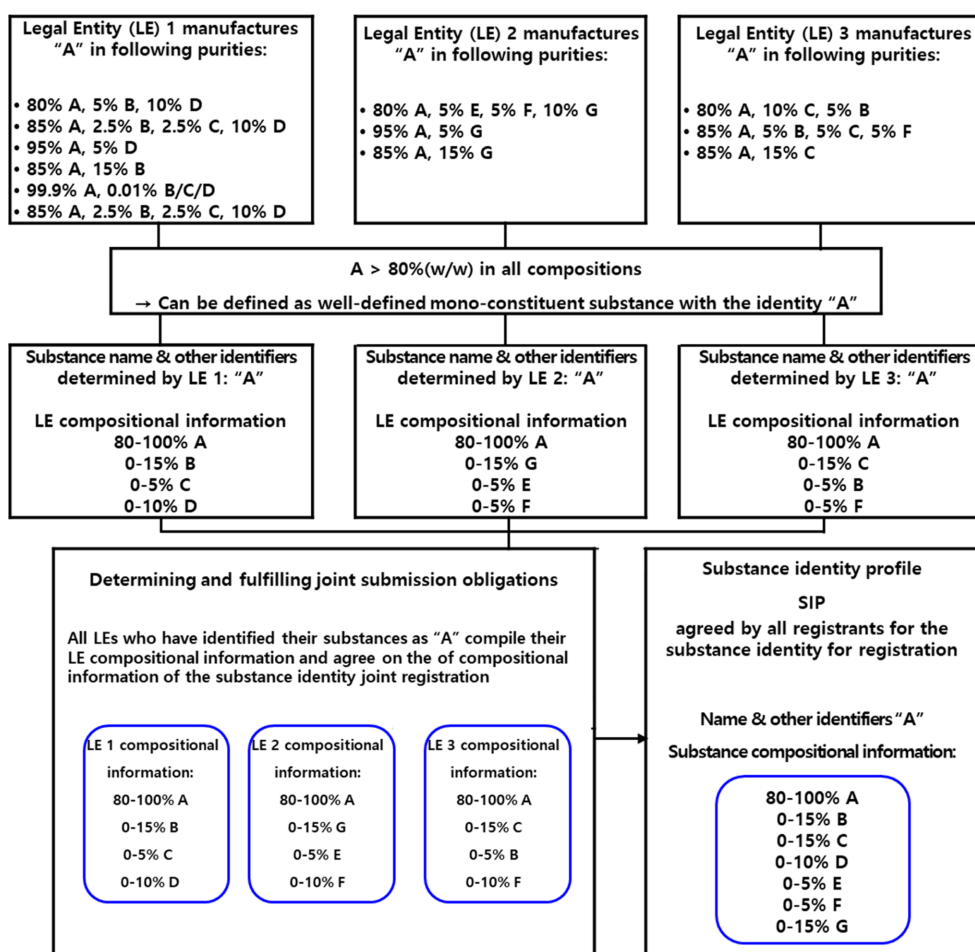 Legal Entity (LE) 1 manufactures
“A” in following purities:
• 80% A, 5% B, 10% D
• 85% A, 2.5% B, 2.5% C, 10% D
• 95% A, 5% D
• 85% A, 15% B
• 99.9% A, 0.01% B/C/D
• 85% A, 2.5% B, 2.5% C, 10% D
Legal Entity (LE) 2 manufactures
“A” in following purities:
• 80% A, 5% E, 5% F, 10% G
• 95% A, 5% G
• 85% A, 15% G
Legal Entity (LE) 3 manufactures
“A” in following purities:
• 80% A, 10% C, 5% B
• 85% A, 5% B, 5% C, 5% F
• 85% A, 15% C
A > 80%(w/w) in all compositions
→ Can be defined as well-defined mono-constituent substance with the identity “A”
Substance name & other identifiers
determined by LE 1: “A”
LE compositional information
80-100% A
0-15% B
0-5% C
0-10% D
Substance name & other identifiers
determined by LE 2: “A”
LE compositional information
80-100% A
0-15% G
0-5% E
0-5% F
Substance name & other identifiers
determined by LE 3: “A”
LE compositional information
80-100% A
0-15% C
0-5% B
0-5% F
Determining and fulfilling joint submission obligations
All LEs who have identified their substances as “A” compile their
LE compositional information and agree on the of compositional
information of the substance identity joint registration
LE 1 compositional
information:
80-100% A
0-15% B
0-5% C
0-10% D
LE 2 compositional
information:
80-100% A
0-15% G
0-5% E
0-10% F
LE 3 compositional
information:
80-100% A
0-15% C
0-5% B
0-10% F
Substance identity profile
SIP
agreed by all registrants for the
substance identity for registration
Name & other identifiers “A”
Substance compositional information:
80-100% A
0-15% B
0-15% C
0-10% D
0-5% E
0-5% F
0-15% G